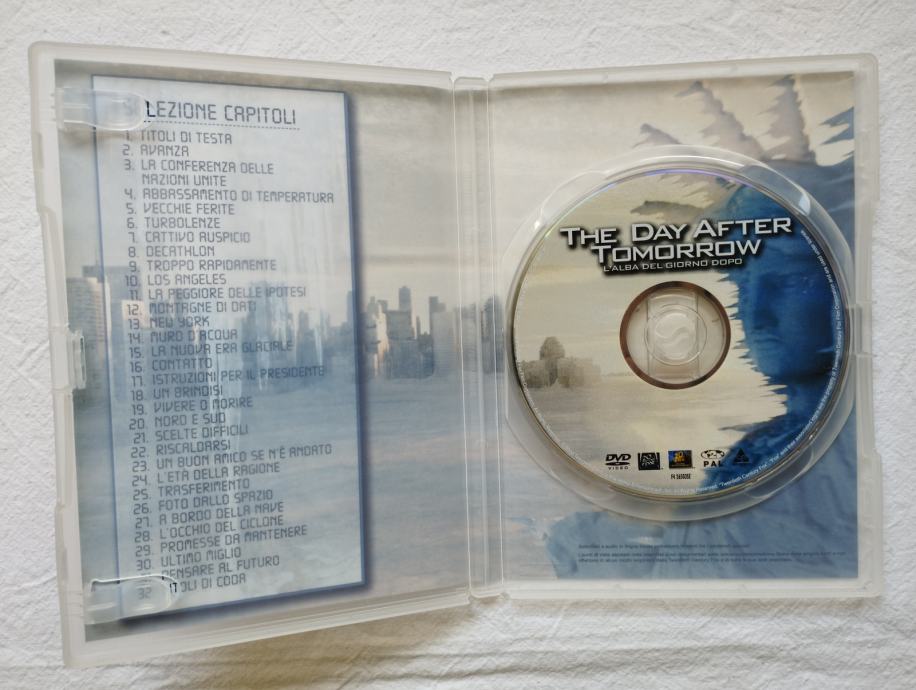 LEZIONE CAPITOLI
1. TITOLI DI TESTA
2. AVANZA
3. LA CONFERENZA DELLE
NAZIONI UNITE
4. ABBASSAMENTO DI TEMPERATURA
5. VECCHIE FERITE
6. TURBOLENZE
7. CATTIVO AUSPICIO
8. DECATHLON
9. TROPPO RAPIDAMENTE
10. LOS ANGELES
11. LA PEGGIORE DELLE IPOTESI
12. MONTAGNE DI DATI
13. NEW YORK
14. MURO D'ACQUA
15. LA NUOVA ERA GLACIALE
16. CONTATTO
17. ISTRUZIONI PER IL PRESIDENTE
18. UN BRINDISI
19. VIVERE O MORIRE
20. NORD E SUD
21. SCELTE DIFFICILI
22. RISCALDARSI
23. UN BUON AMICO SE N'È ANDATO
24. L'ETÀ DELLA RAGIONE
25. TRASFERIMENTO
26. FOTO DALLO SPAZIO
27. A BORDO DELLA NAVE
28. L'OCCHIO DEL CICLONE
29. PROMESSE DA MANTENERE
30. ULTIMO MIGLIO
PENSARE AL FUTURO
32 TOLI DI CODA
THE DAY AFTER
TOMORROW
L'ALBA DEL GIORNO DOPO
DVD
VIDEO
PAL